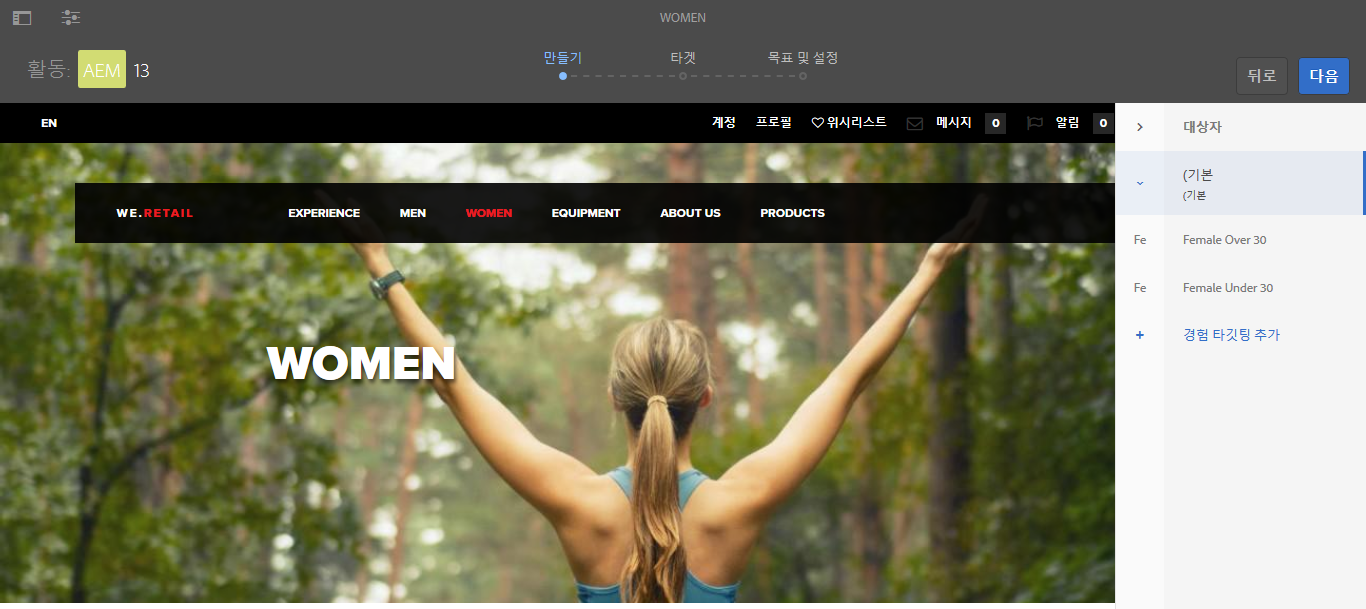 WOMEN
활동: AEM 13
만들기 타겟 목표 및 설정
뒤로 다음
EN 계정 프로필 위시리스트 메시지 0 알림 0
WE.RETAIL EXPERIENCE MEN WOMEN EQUIPMENT ABOUT US PRODUCTS
WOMEN
대상자
(기본
(기본
Fe Female Over 30
Fe Female Under 30
+ 경험 타깃팅 추가